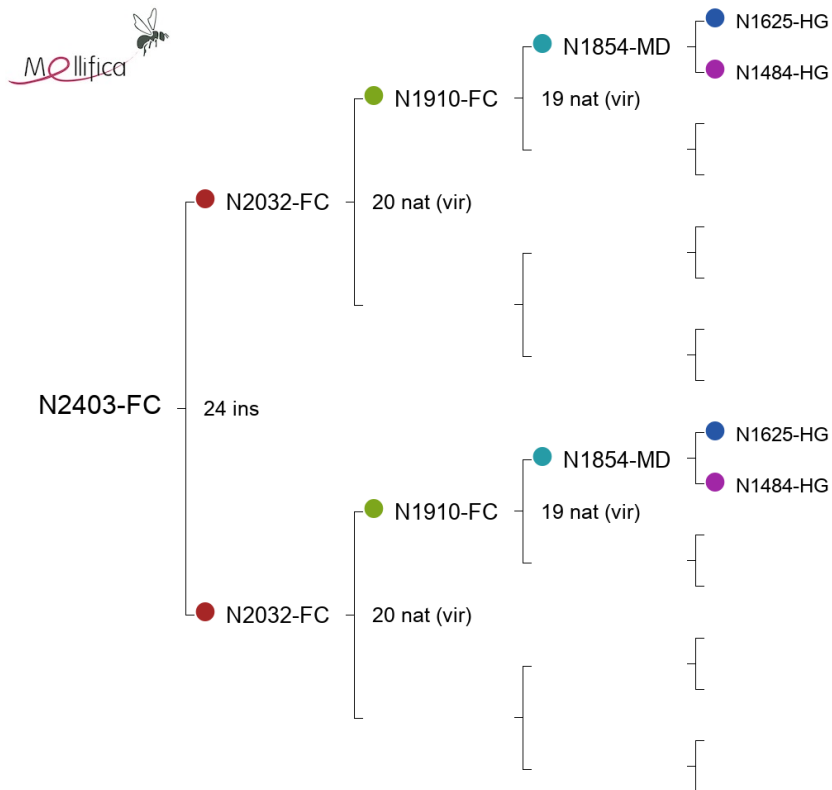 Mellifica
N1625-HG
N1854-MD
N1484-HG
N1910-FC
19 nat (vir)
N2032-FC
20 nat (vir)
N2403-FC
24 ins
N1625-HG
N1854-MD
N1484-HG
N1910-FC
19 nat (vir)
N2032-FC
20 nat (vir)